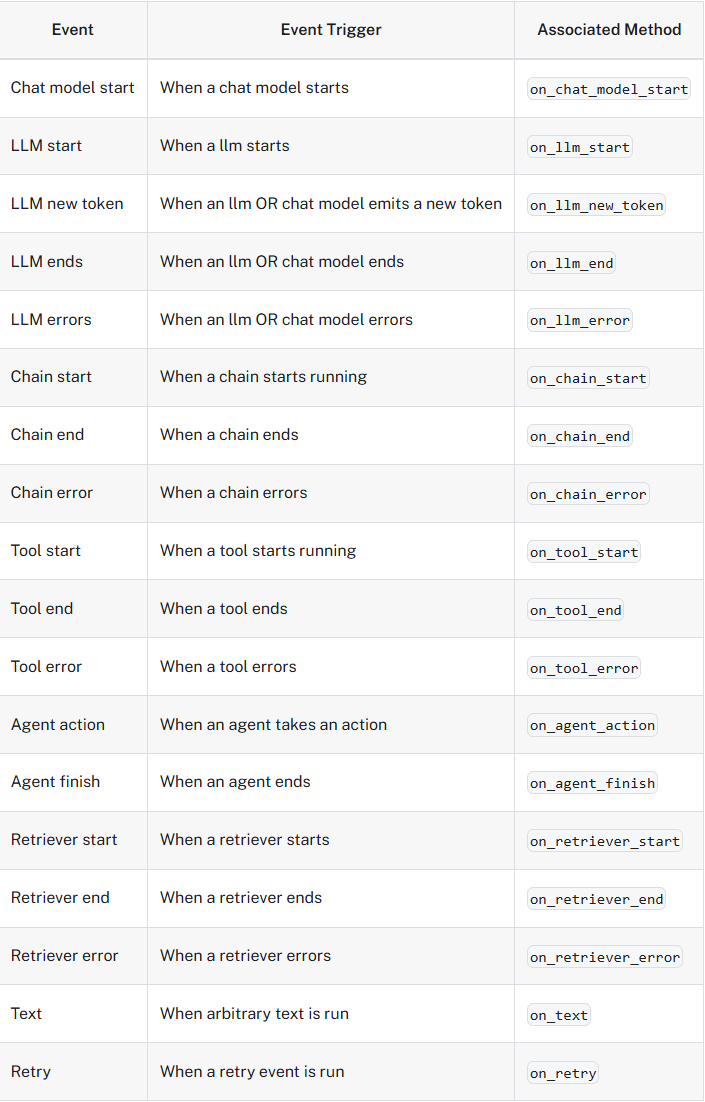 Event Event Trigger Associated Method
Chat model start When a chat model starts on_chat_model_start
LLM start When a llm starts on_llm_start
LLM new token When an llm OR chat model emits a new token on_llm_new_token
LLM ends When an llm OR chat model ends on_llm_end
LLM errors When an llm OR chat model errors on_llm_error
Chain start When a chain starts running on_chain_start
Chain end When a chain ends on_chain_end
Chain error When a chain errors on_chain_error
Tool start When a tool starts running on_tool_start
Tool end When a tool ends on_tool_end
Tool error When a tool errors on_tool_error
Agent action When an agent takes an action on_agent_action
Agent finish When an agent ends on_agent_finish
Retriever start When a retriever starts on_retriever_start
Retriever end When a retriever ends on_retriever_end
Retriever error When a retriever errors on_retriever_error
Text When arbitrary text is run on_text
Retry When a retry event is run on_retry